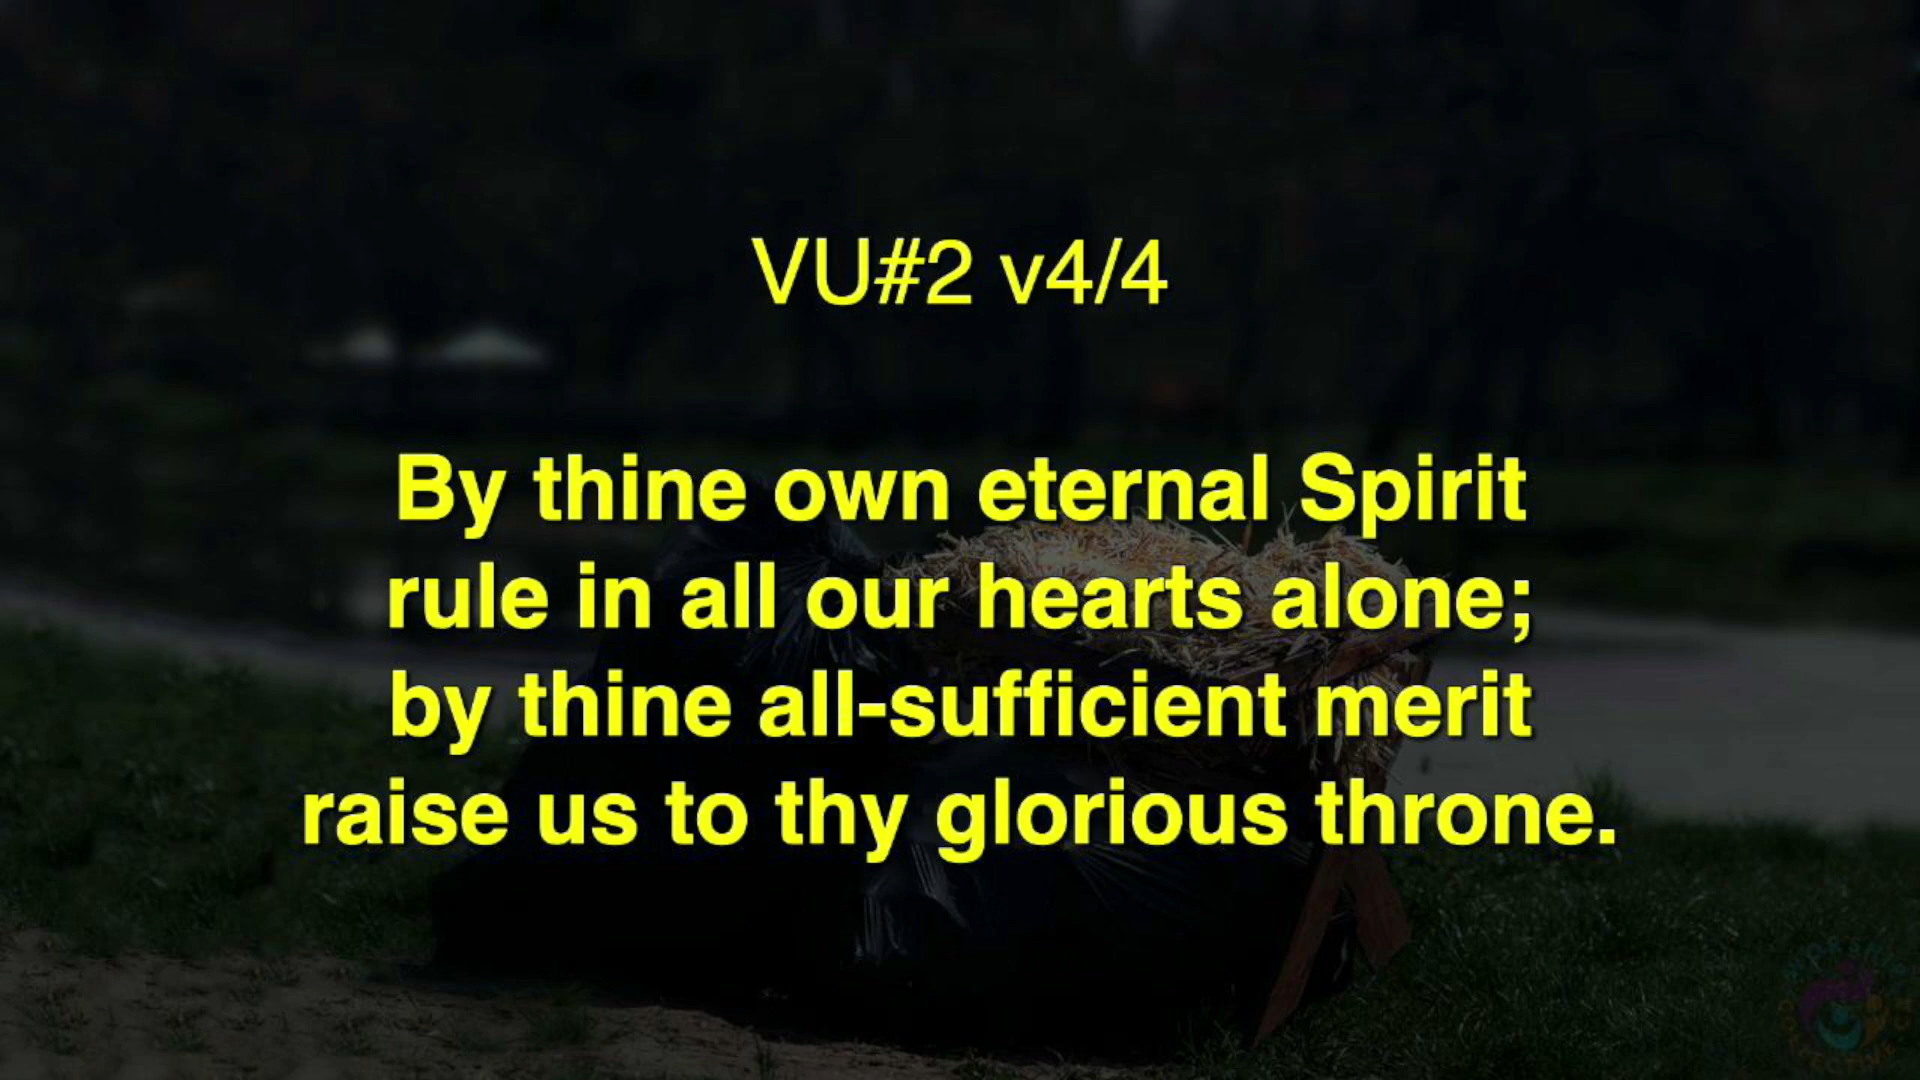 VU#2 v4/4
By thine own eternal Spirit
rule in all our hearts alone;
by thine all-sufficient merit
raise us to thy glorious throne.